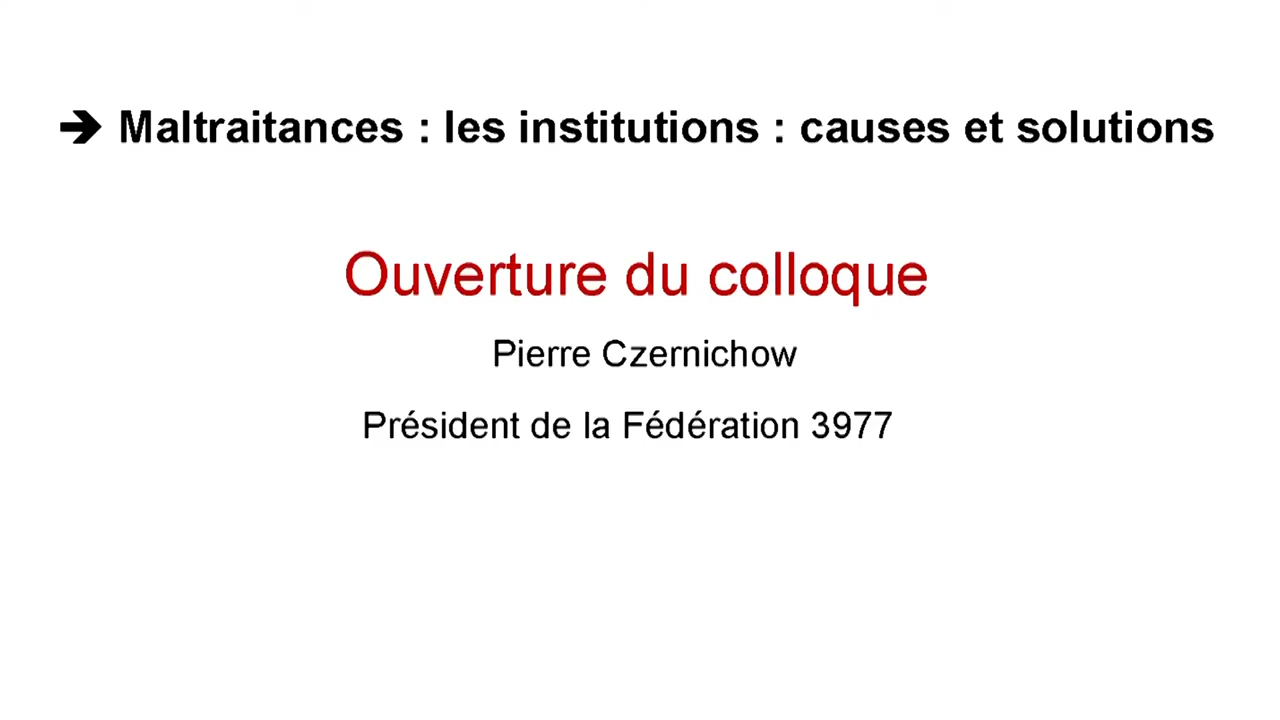 ➔ Maltraitances : les institutions : causes et solutions
Ouverture du colloque
Pierre Czernichow
Président de la Fédération 3977